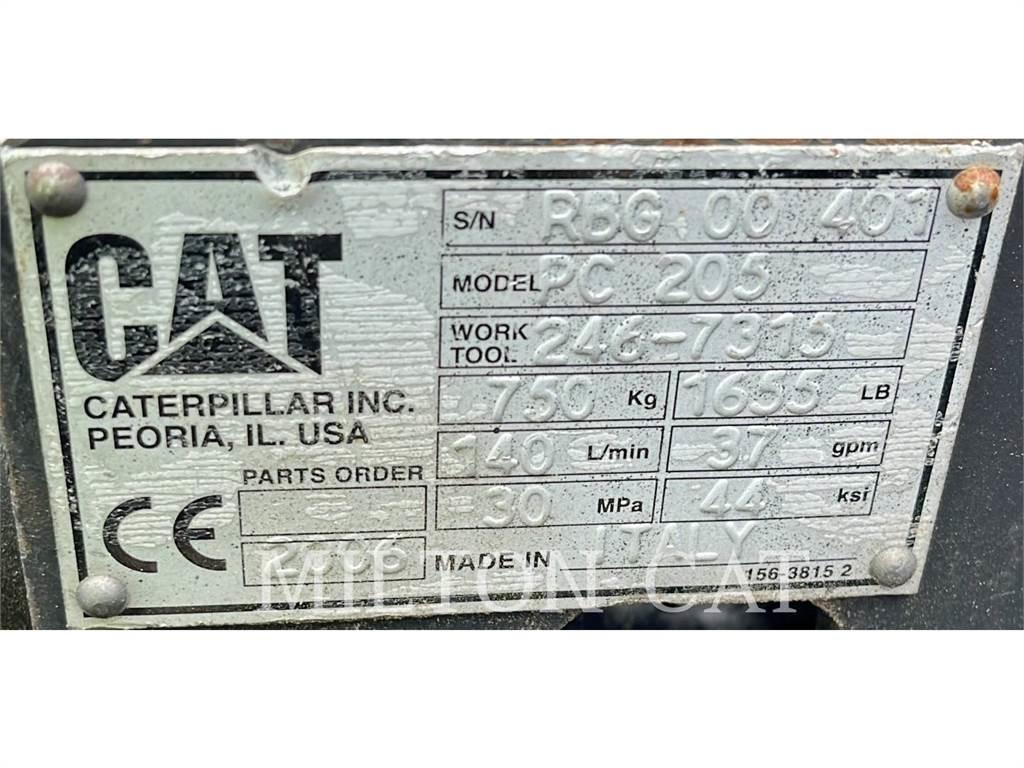 CAT
CATERPILLAR INC.
PEORIA, IL. USA
S/N RBG 00 401
MODEL PC 205
WORK TOOL 246-7315
750 Kg 1655 LB
140 L/min 37 gpm
30 MPa 44 ksi
PARTS ORDER
CE
2006
MADE IN ITALY
156-3815 2
MILTON CAT